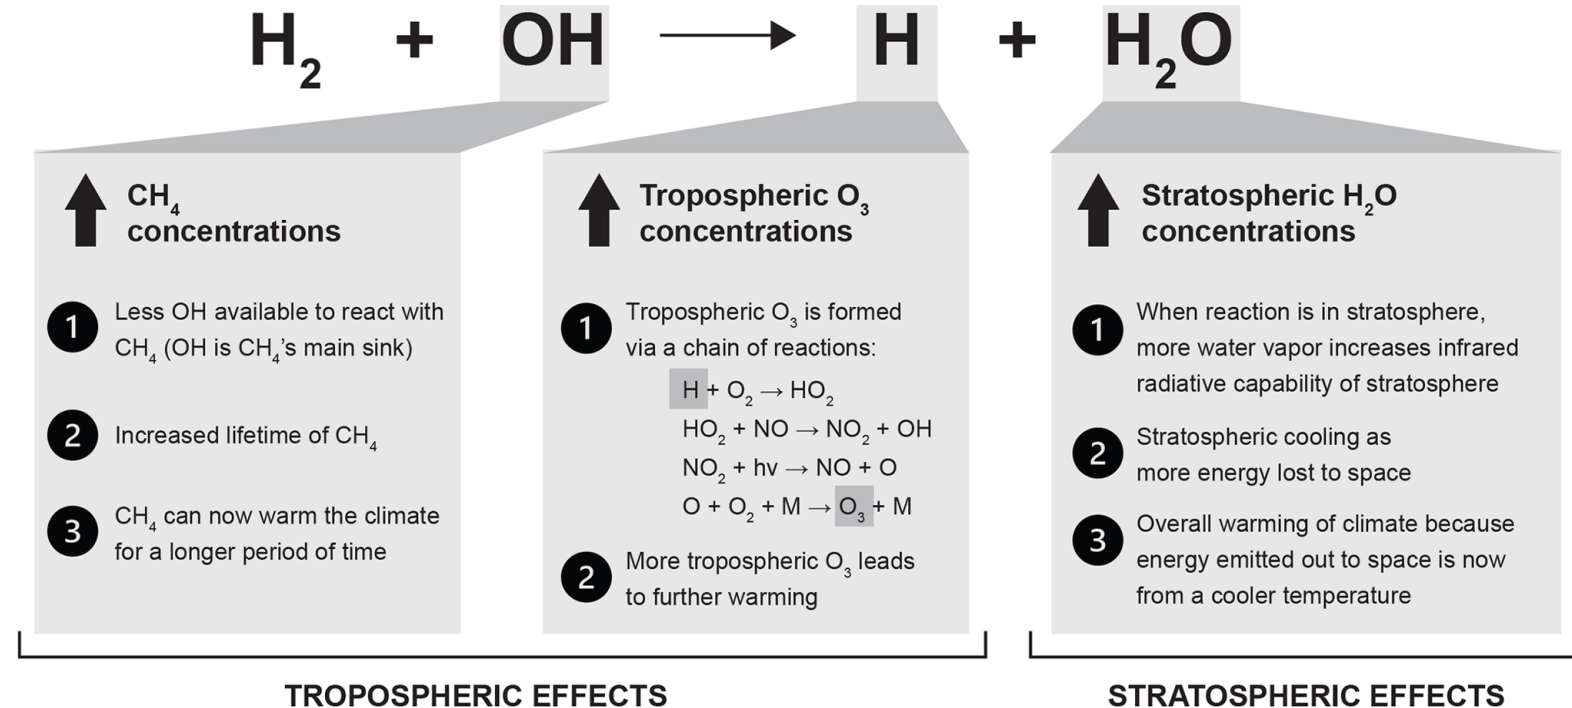 H₂ + OH → H + H₂O
CH₄
concentrations
1
Less OH available to react with
CH₄ (OH is CH₄’s main sink)
2
Increased lifetime of CH₄
3
CH₄ can now warm the climate
for a longer period of time
Tropospheric O₃
concentrations
1
Tropospheric O₃ is formed
via a chain of reactions:
H + O₂ → HO₂
HO₂ + NO → NO₂ + OH
NO₂ + hv → NO + O
O + O₂ + M → O₃ + M
2
More tropospheric O₃ leads
to further warming
Stratospheric H₂O
concentrations
1
When reaction is in stratosphere,
more water vapor increases infrared
radiative capability of stratosphere
2
Stratospheric cooling as
more energy lost to space
3
Overall warming of climate because
energy emitted out to space is now
from a cooler temperature
TROPOSPHERIC EFFECTS
STRATOSPHERIC EFFECTS